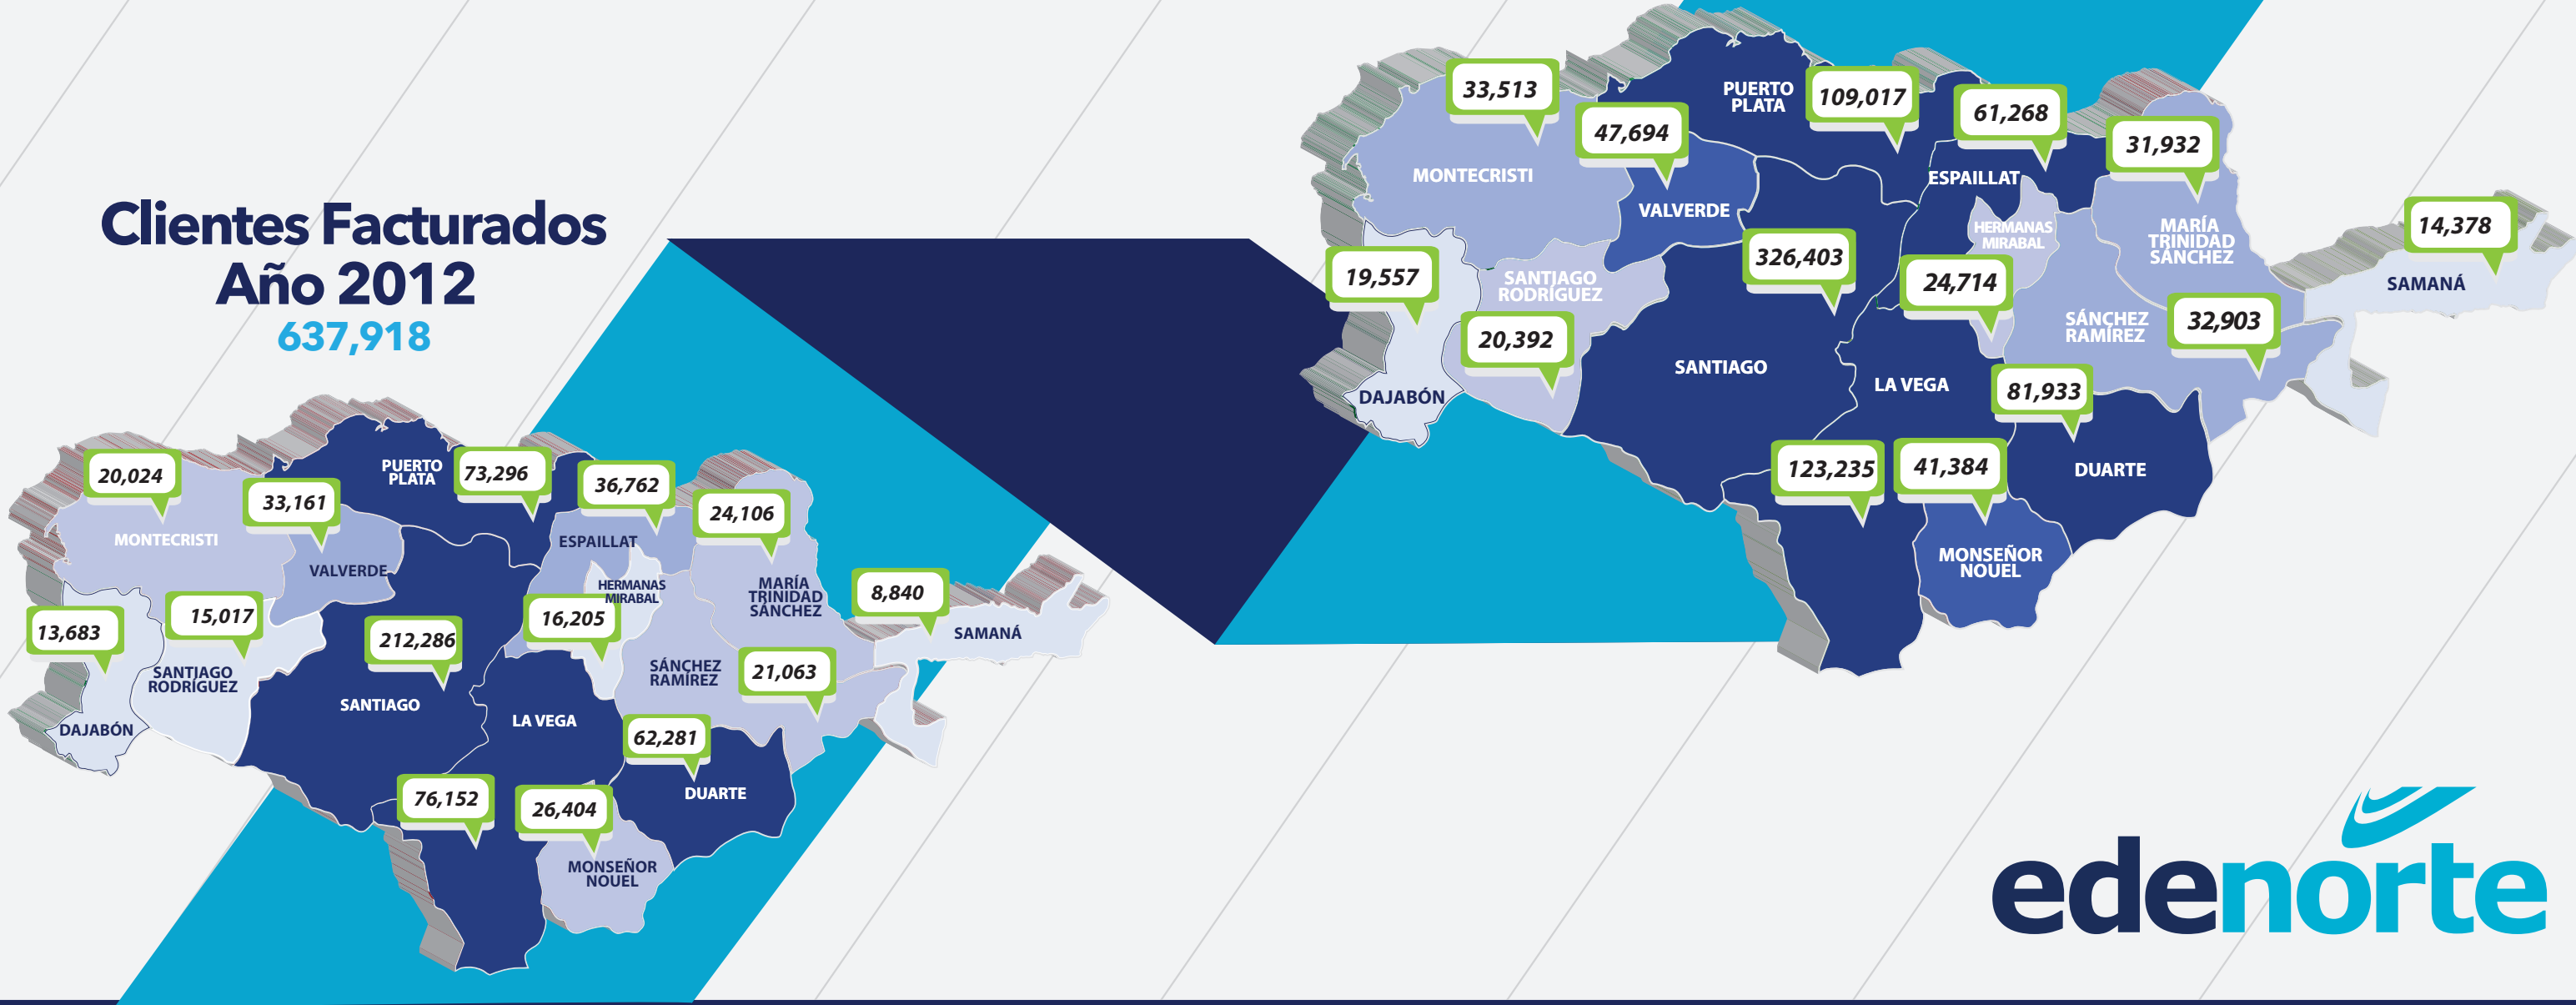 Clientes Facturados
Año 2012
637,918
20,024
MONTECRISTI
33,161
VALVERDE
PUERTO
PLATA
73,296
36,762
ESPAILLAT
24,106
MARÍA
TRINIDAD
SÁNCHEZ
HERMANAS
MIRABAL
16,205
8,840
SAMANÁ
13,683
DAJABÓN
15,017
SANTIAGO
RODRÍGUEZ
212,286
SANTIAGO
LA VEGA
SÁNCHEZ
RAMÍREZ
21,063
62,281
DUARTE
76,152
26,404
MONSEÑOR
NOUEL
33,513
MONTECRISTI
47,694
VALVERDE
PUERTO
PLATA
109,017
61,268
ESPAILLAT
31,932
MARÍA
TRINIDAD
SÁNCHEZ
HERMANAS
MIRABAL
24,714
14,378
SAMANÁ
19,557
DAJABÓN
SANTIAGO
RODRÍGUEZ
20,392
326,403
SANTIAGO
LA VEGA
SÁNCHEZ
RAMÍREZ
32,903
81,933
DUARTE
123,235
41,384
MONSEÑOR
NOUEL
edenorte